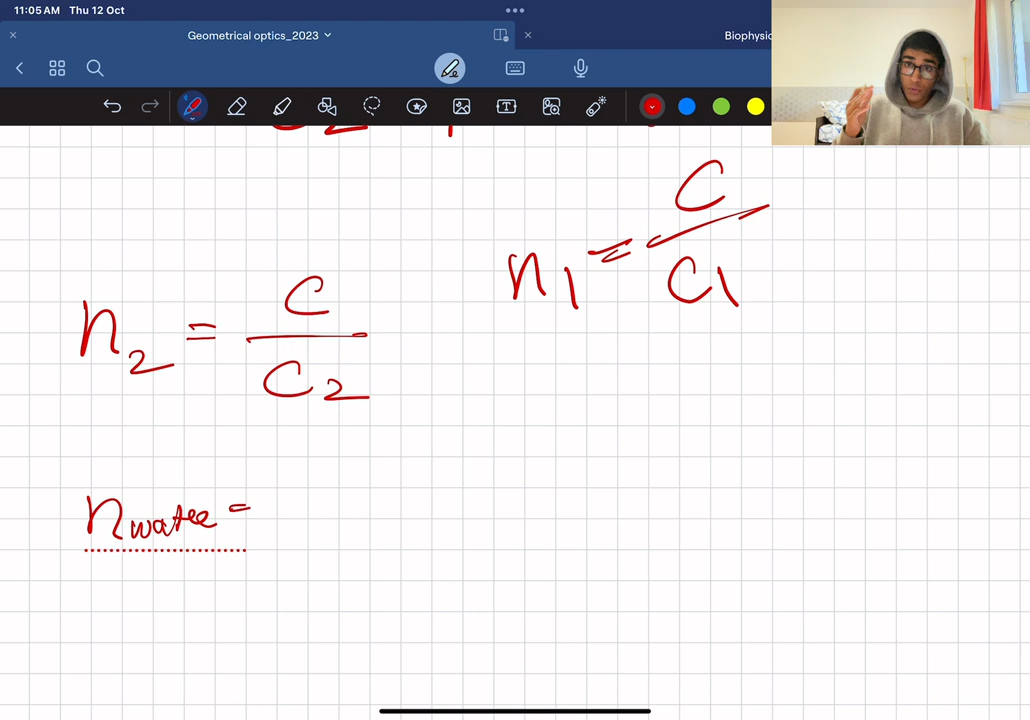 11:05 AM Thu 12 Oct
Geometrical optics_2023
Biophysic
n1 = C / C1
n2 = C / C2
nwater =